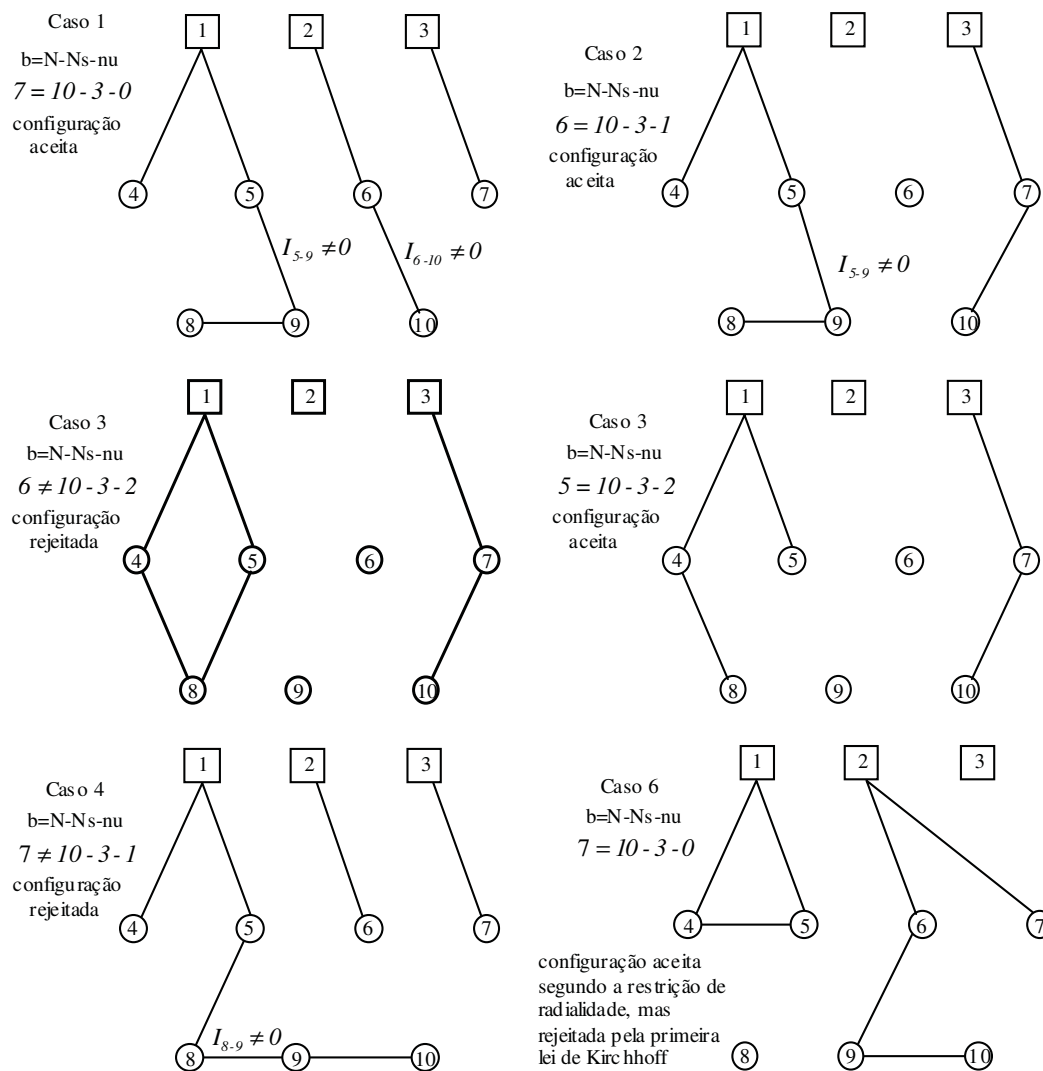 Caso 1
b=N-Ns-nu
7 = 10 - 3 - 0
configuração
aceita
1
2
3
4
5
6
7
I5-9 ≠ 0
I6-10 ≠ 0
8
9
10
Caso 2
b=N-Ns-nu
6 = 10 - 3 - 1
configuração
aceita
1
2
3
4
5
6
7
I5-9 ≠ 0
8
9
10
Caso 3
b=N-Ns-nu
6 ≠ 10 - 3 - 2
configuração
rejeitada
1
2
3
4
5
6
7
8
9
10
Caso 3
b=N-Ns-nu
5 = 10 - 3 - 2
configuração
aceita
1
2
3
4
5
6
7
8
9
10
Caso 4
b=N-Ns-nu
7 ≠ 10 - 3 - 1
configuração
rejeitada
1
2
3
4
5
6
7
I8-9 ≠ 0
8
9
10
Caso 6
b=N-Ns-nu
7 = 10 - 3 - 0
1
2
3
4
5
6
7
configuração aceita
segundo a restrição de
radialidade, mas
rejeitada pela primeira
lei de Kirchhoff
8
9
10